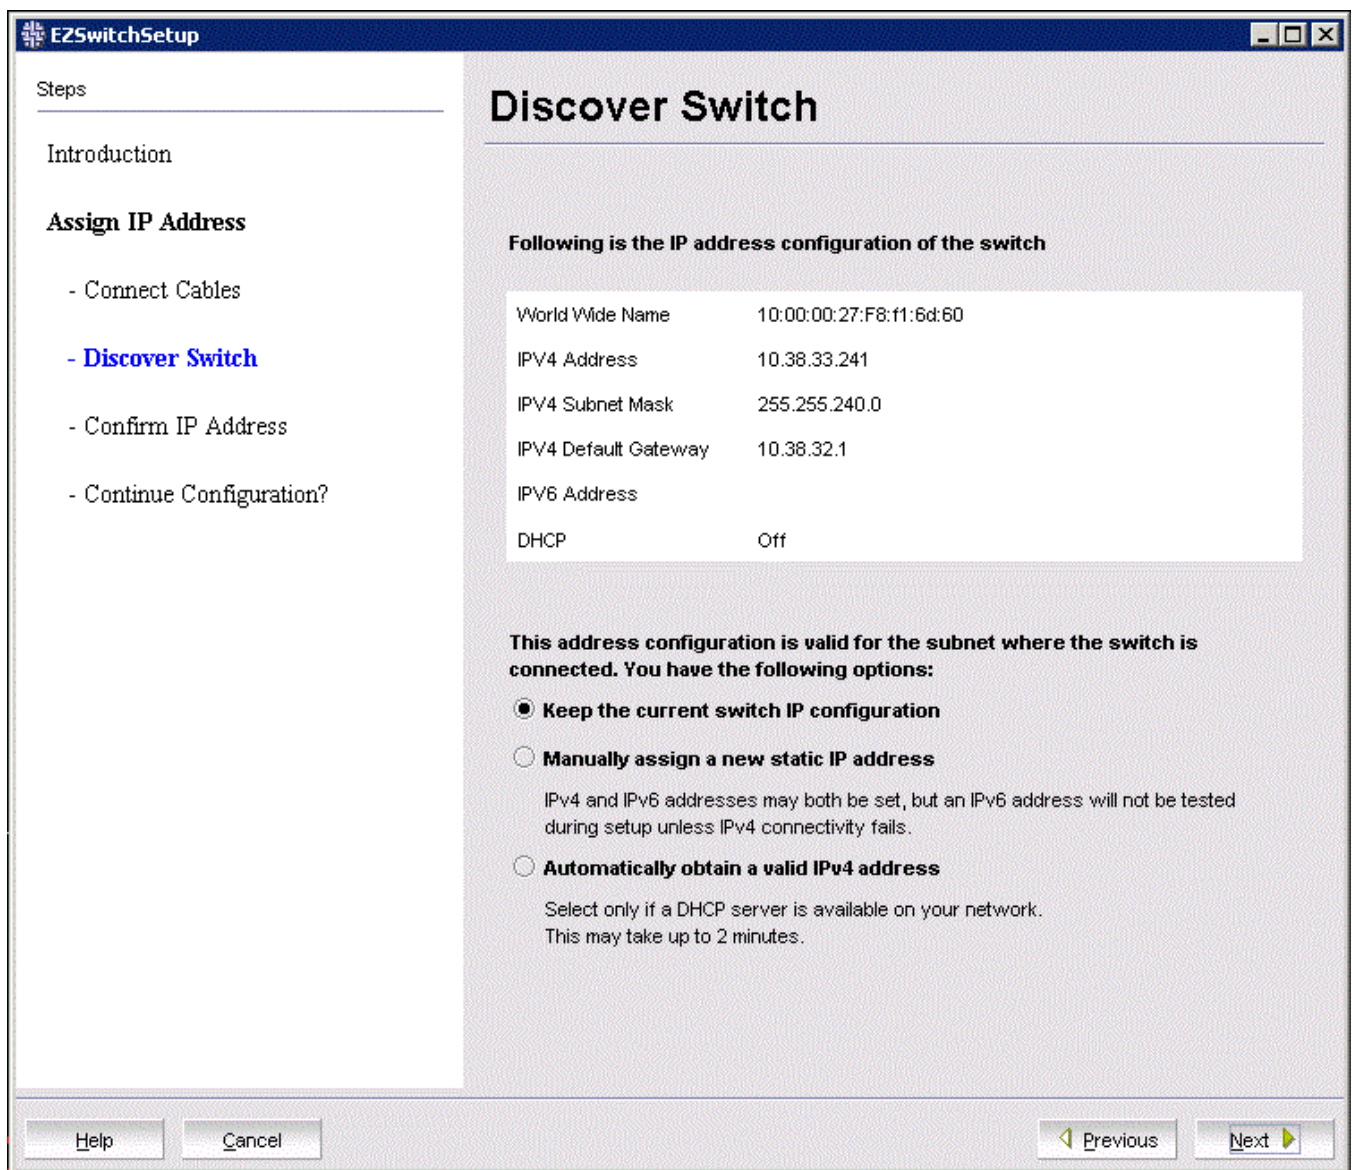 EZSwitchSetup
Steps
Introduction
Assign IP Address
- Connect Cables
- Discover Switch
- Confirm IP Address
- Continue Configuration?
Discover Switch
Following is the IP address configuration of the switch
World Wide Name 10:00:00:27:F8:f1:6d:60
IPV4 Address 10.38.33.241
IPV4 Subnet Mask 255.255.240.0
IPV4 Default Gateway 10.38.32.1
IPV6 Address
DHCP Off
This address configuration is valid for the subnet where the switch is
connected. You have the following options:
Keep the current switch IP configuration
Manually assign a new static IP address
IPv4 and IPv6 addresses may both be set, but an IPv6 address will not be tested
during setup unless IPv4 connectivity fails.
Automatically obtain a valid IPv4 address
Select only if a DHCP server is available on your network.
This may take up to 2 minutes.
Help Cancel Previous Next